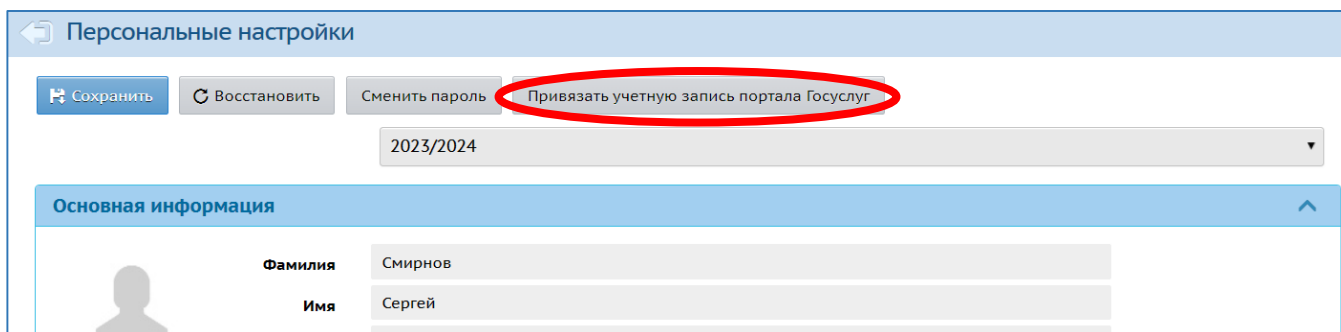 Персональные настройки
Сохранить Восстановить Сменить пароль Привязать учетную запись портала Госуслуг
2023/2024
Основная информация
Фамилия Смирнов
Имя Сергей